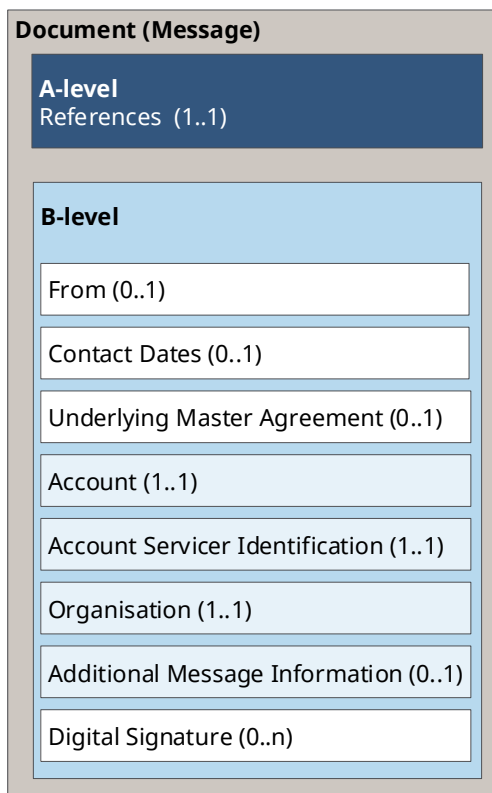 Document (Message)
A-level
References (1..1)
B-level
From (0..1)
Contact Dates (0..1)
Underlying Master Agreement (0..1)
Account (1..1)
Account Servicer Identification (1..1)
Organisation (1..1)
Additional Message Information (0..1)
Digital Signature (0..n)